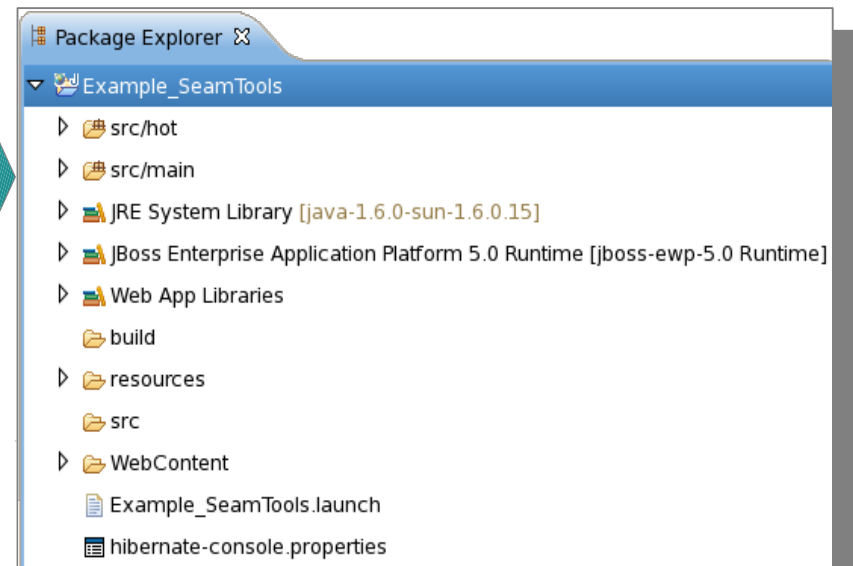 Package Explorer
Example_SeamTools
src/hot
src/main
JRE System Library [java-1.6.0-sun-1.6.0.15]
JBoss Enterprise Application Platform 5.0 Runtime [jboss-ewp-5.0 Runtime]
Web App Libraries
build
resources
src
WebContent
Example_SeamTools.launch
hibernate-console.properties